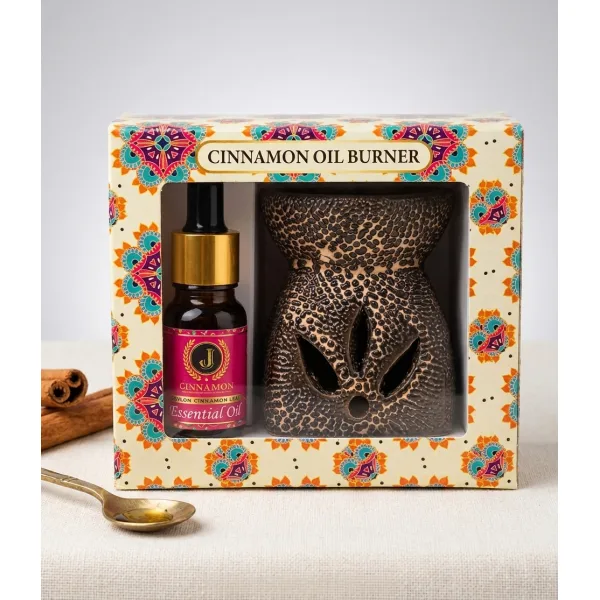 CINNAMON OIL BURNER
J
CINNAMON
CEYLON CINNAMON LEAF
Essential Oil